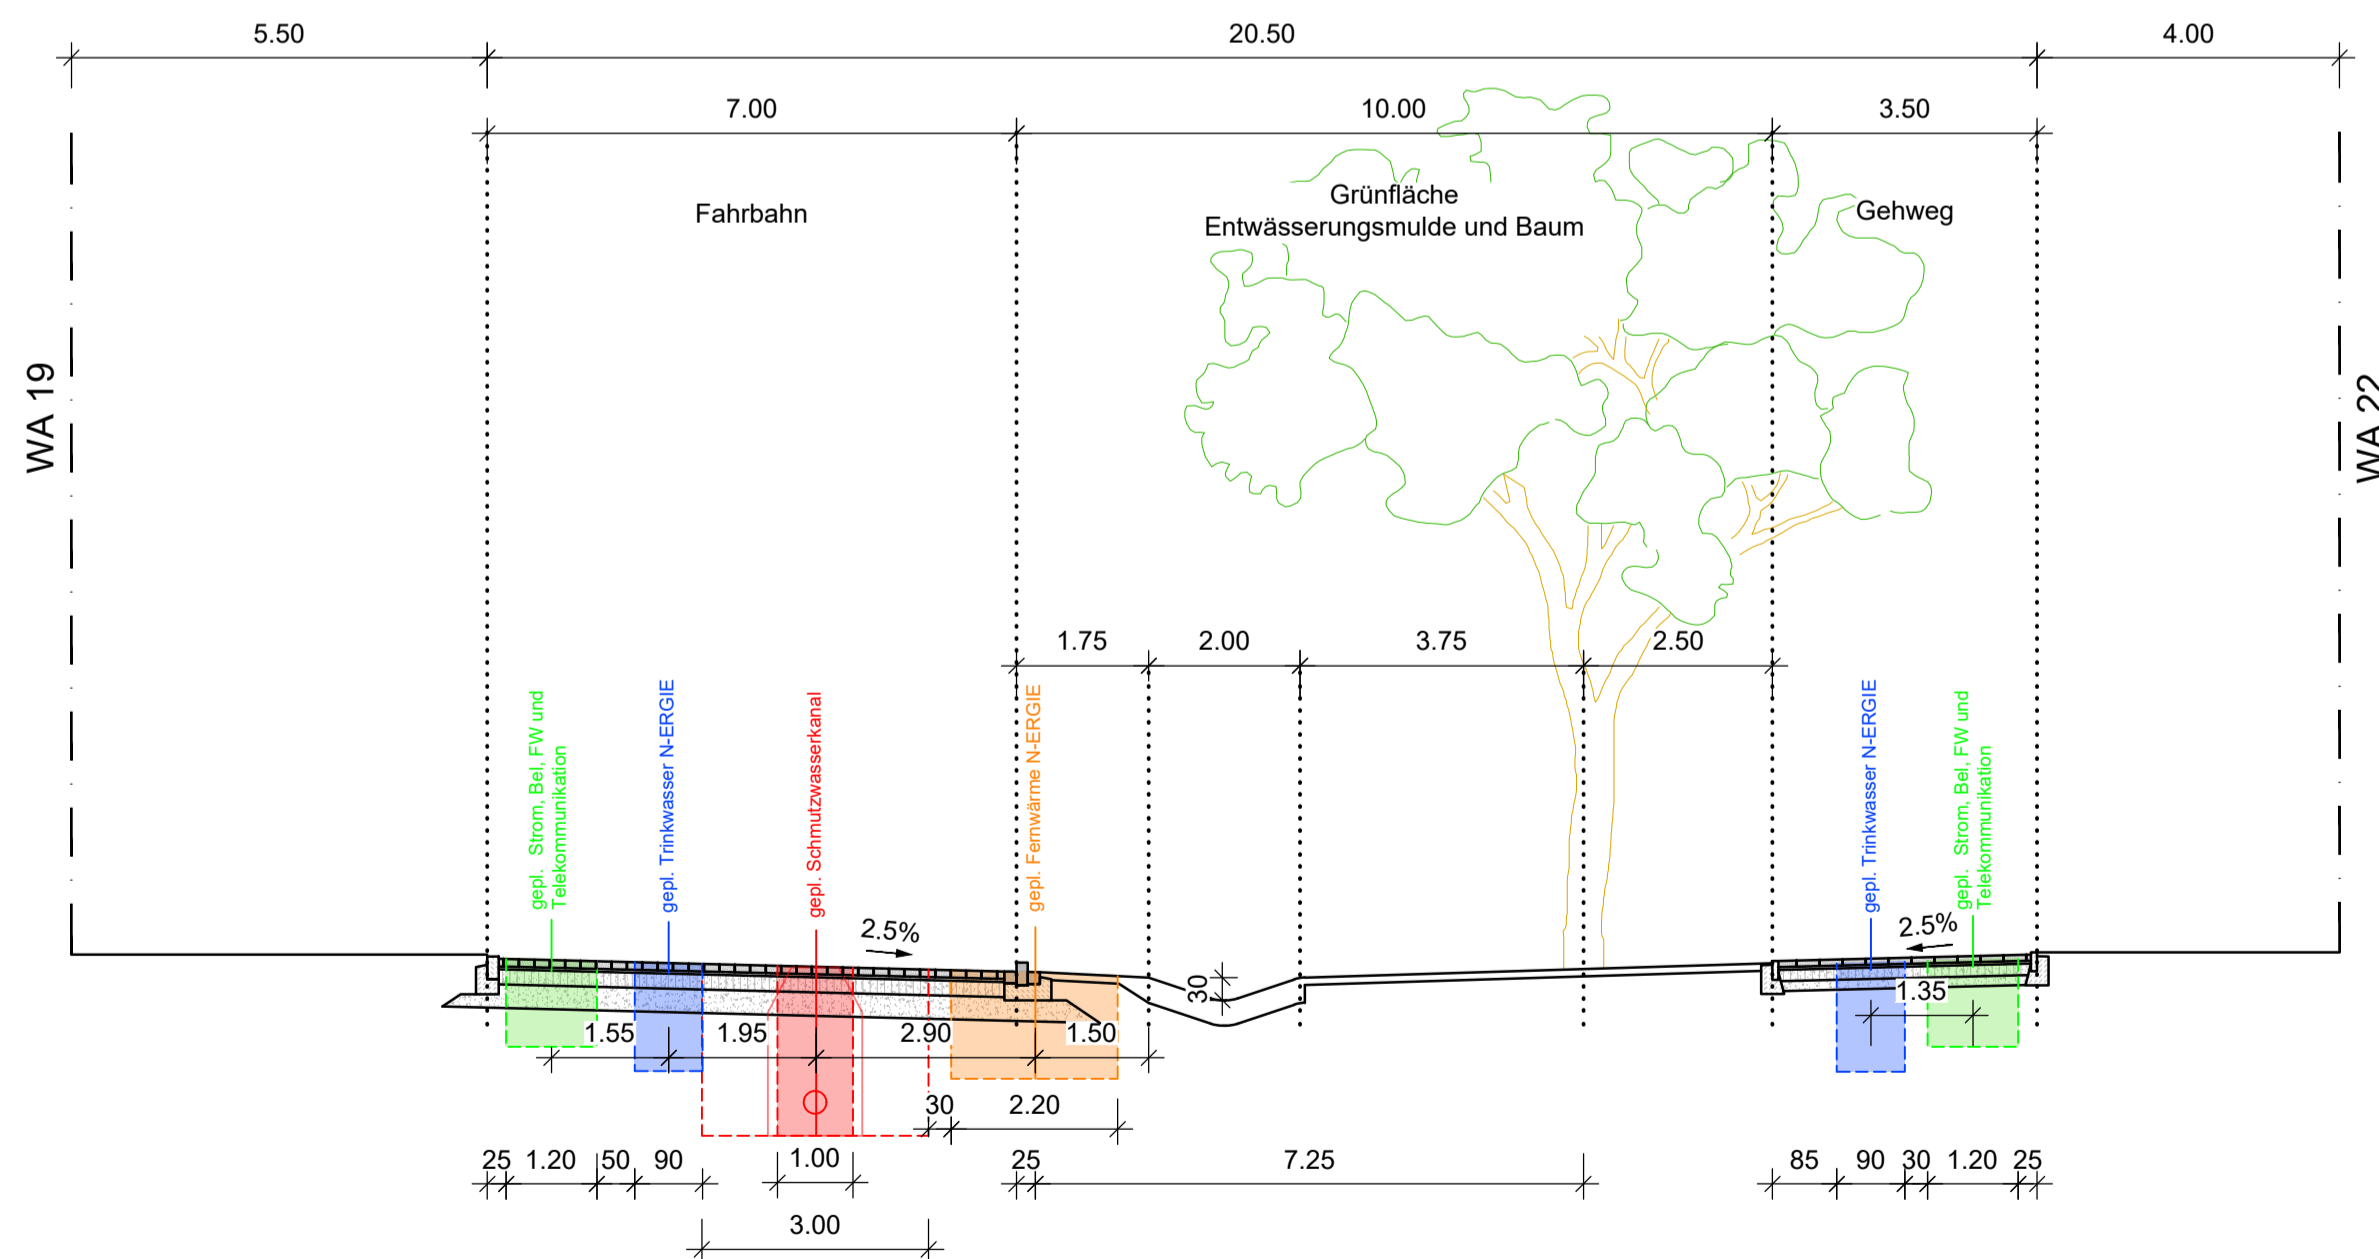 5.50
20.50
4.00
7.00
10.00
3.50
Fahrbahn
Grünfläche
Entwässerungsmulde und Baum
Gehweg
WA 19
WA 22
1.75
2.00
3.75
2.50
gepl. Strom, Bel, FW und
Telekommunikation
gepl. Trinkwasser N-ERGIE
gepl. Schmutzwasserkanal
gepl. Fernwärme N-ERGIE
gepl. Trinkwasser N-ERGIE
gepl. Strom, Bel, FW und
Telekommunikation
2.5%
2.5%
30
1.35
1.55
1.95
2.90
1.50
30
2.20
25
1.20
50
90
1.00
25
7.25
85
90
30
1.20
25
3.00